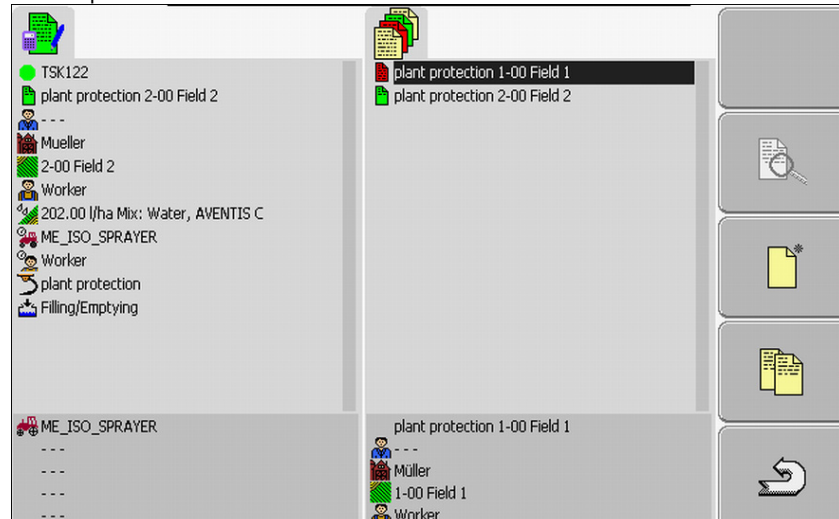 TSK122
plant protection 2-00 Field 2
---
Mueller
2-00 Field 2
Worker
202.00 l/ha Mix: Water, AVENTIS C
ME_ISO_SPRAYER
Worker
plant protection
Filling/Emptying
ME_ISO_SPRAYER
---
---
---
---
plant protection 1-00 Field 1
plant protection 2-00 Field 2
plant protection 1-00 Field 1
---
Müller
1-00 Field 1
Worker